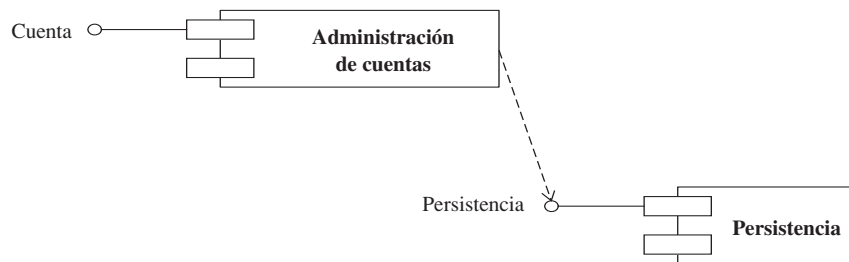 Cuenta
Administración
de cuentas
Persistencia
Persistencia